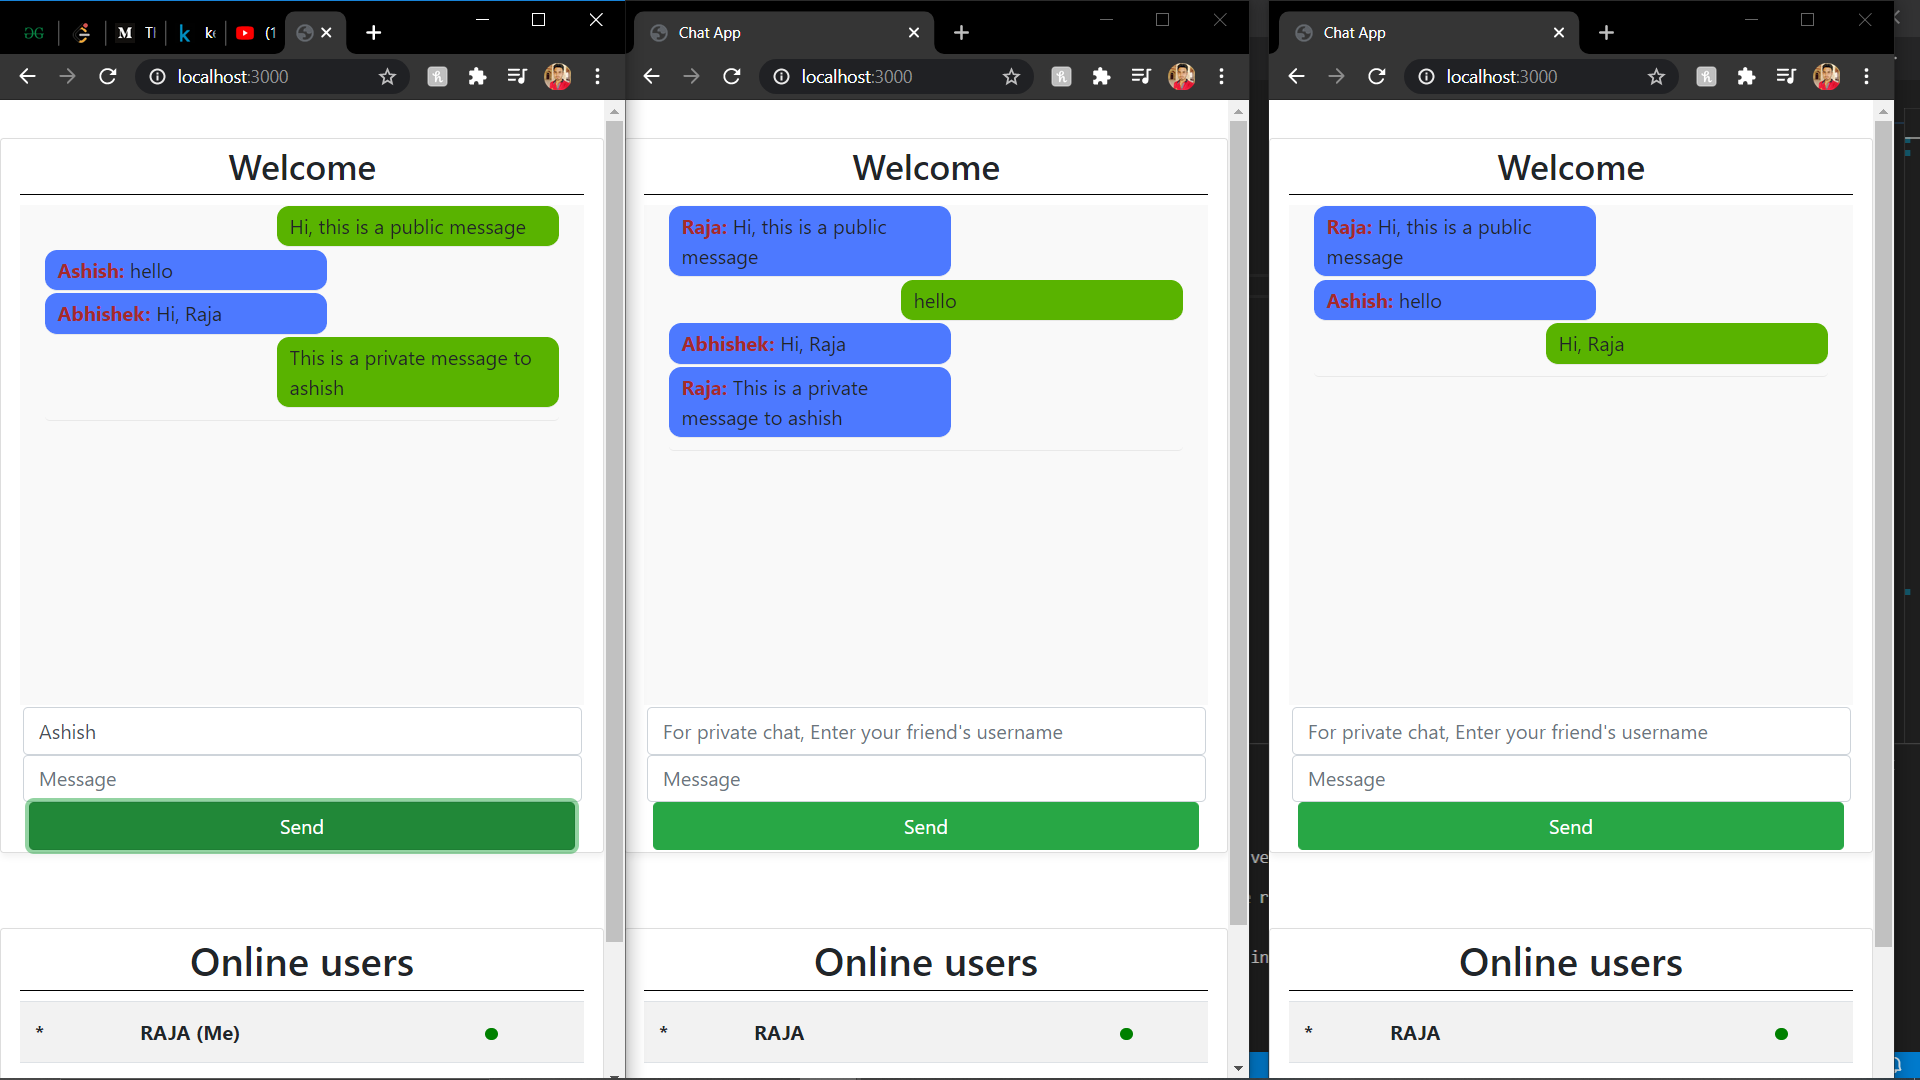 M
Tl
k
(1
localhost:3000
Welcome
Hi, this is a public message
Ashish: hello
Abhishek: Hi, Raja
This is a private message to
ashish
Ashish
Message
Send
Online users
* RAJA (Me)
Chat App
localhost:3000
Welcome
Raja: Hi, this is a public
message
hello
Abhishek: Hi, Raja
Raja: This is a private
message to ashish
For private chat, Enter your friend's username
Message
Send
Online users
* RAJA
ve
r
in
Chat App
localhost:3000
Welcome
Raja: Hi, this is a public
message
Ashish: hello
Hi, Raja
For private chat, Enter your friend's username
Message
Send
Online users
* RAJA